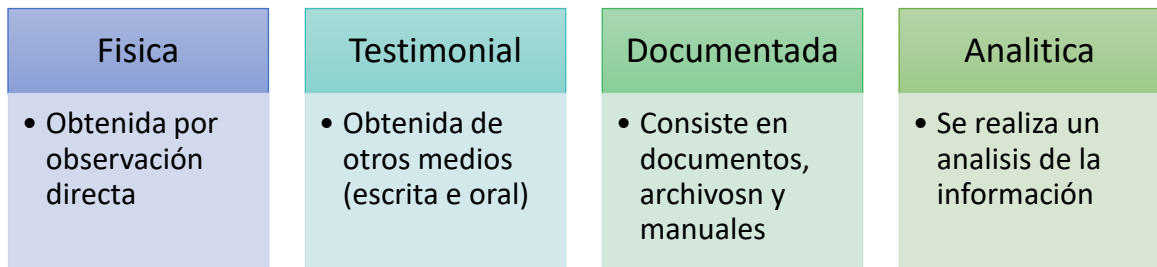 Fisica
• Obtenida por
observación
directa
Testimonial
• Obtenida de
otros medios
(escrita e oral)
Documentada
• Consiste en
documentos,
archivosn y
manuales
Analitica
• Se realiza un
analisis de la
información